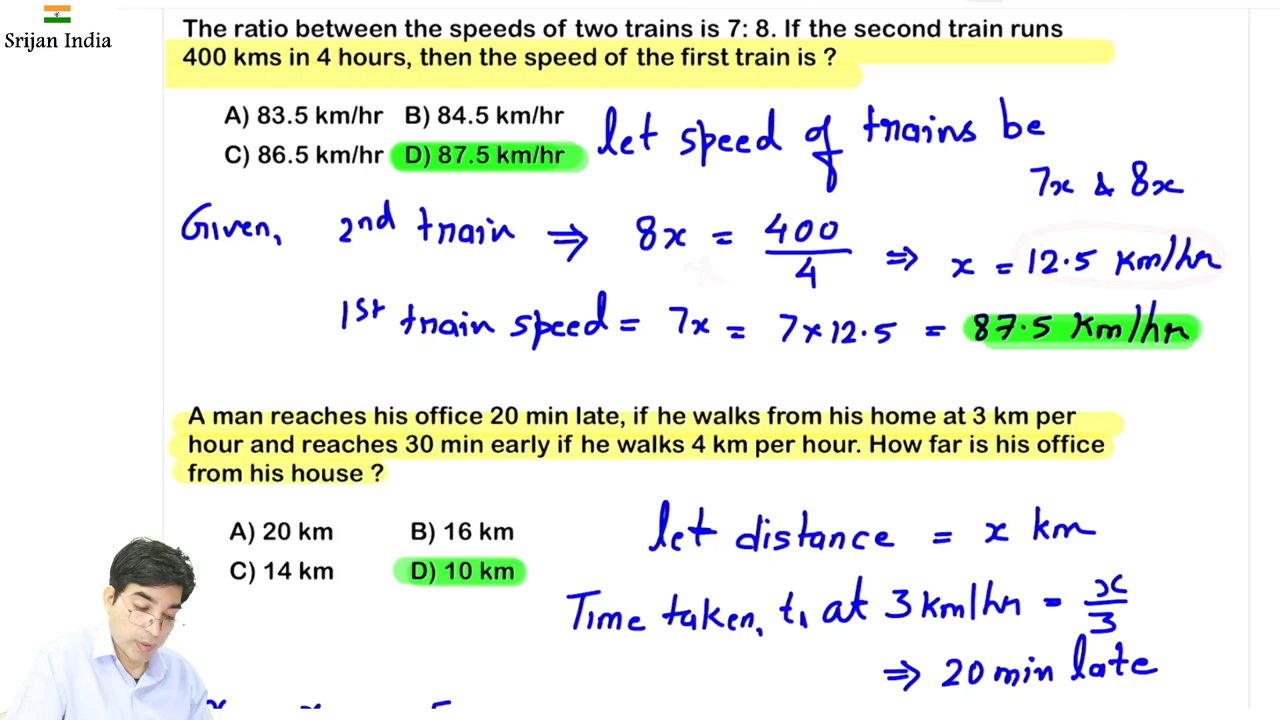 Srijan India
The ratio between the speeds of two trains is 7: 8. If the second train runs
400 kms in 4 hours, then the speed of the first train is ?
A) 83.5 km/hr B) 84.5 km/hr
C) 86.5 km/hr D) 87.5 km/hr
let speed of trains be
7x & 8x
Given, 2nd train ⇒ 8x = 400/4 ⇒ x = 12.5 km/hr
1st train speed = 7x = 7x12.5 = 87.5 km/hr
A man reaches his office 20 min late, if he walks from his home at 3 km per
hour and reaches 30 min early if he walks 4 km per hour. How far is his office
from his house ?
A) 20 km B) 16 km
C) 14 km D) 10 km
let distance = x km
Time taken, t₁ at 3 km/hr = x/3
⇒ 20 min late